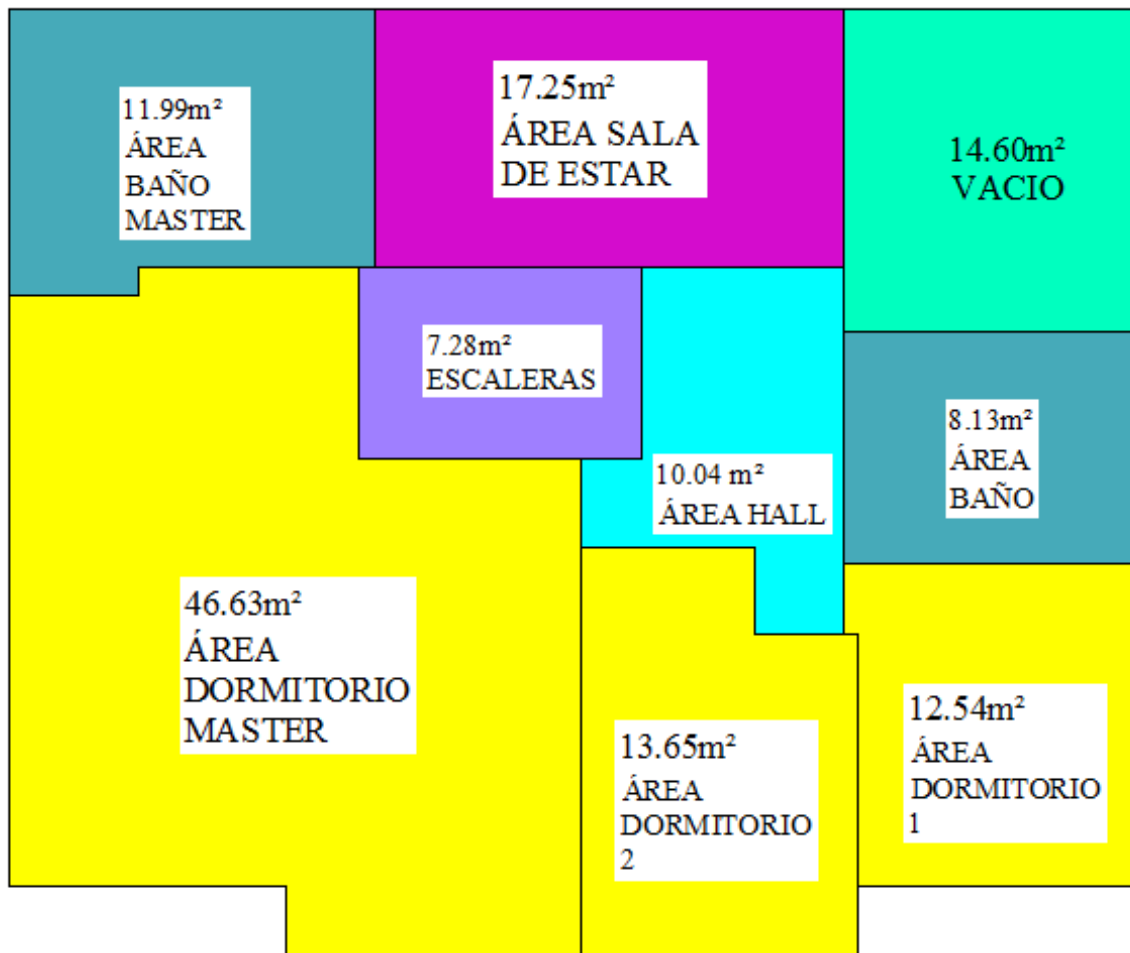 11.99m²
ÁREA
BAÑO
MASTER
17.25m²
ÁREA SALA
DE ESTAR
14.60m²
VACIO
7.28m²
ESCALERAS
10.04 m²
ÁREA HALL
8.13m²
ÁREA
BAÑO
46.63m²
ÁREA
DORMITORIO
MASTER
13.65m²
ÁREA
DORMITORIO
2
12.54m²
ÁREA
DORMITORIO
1